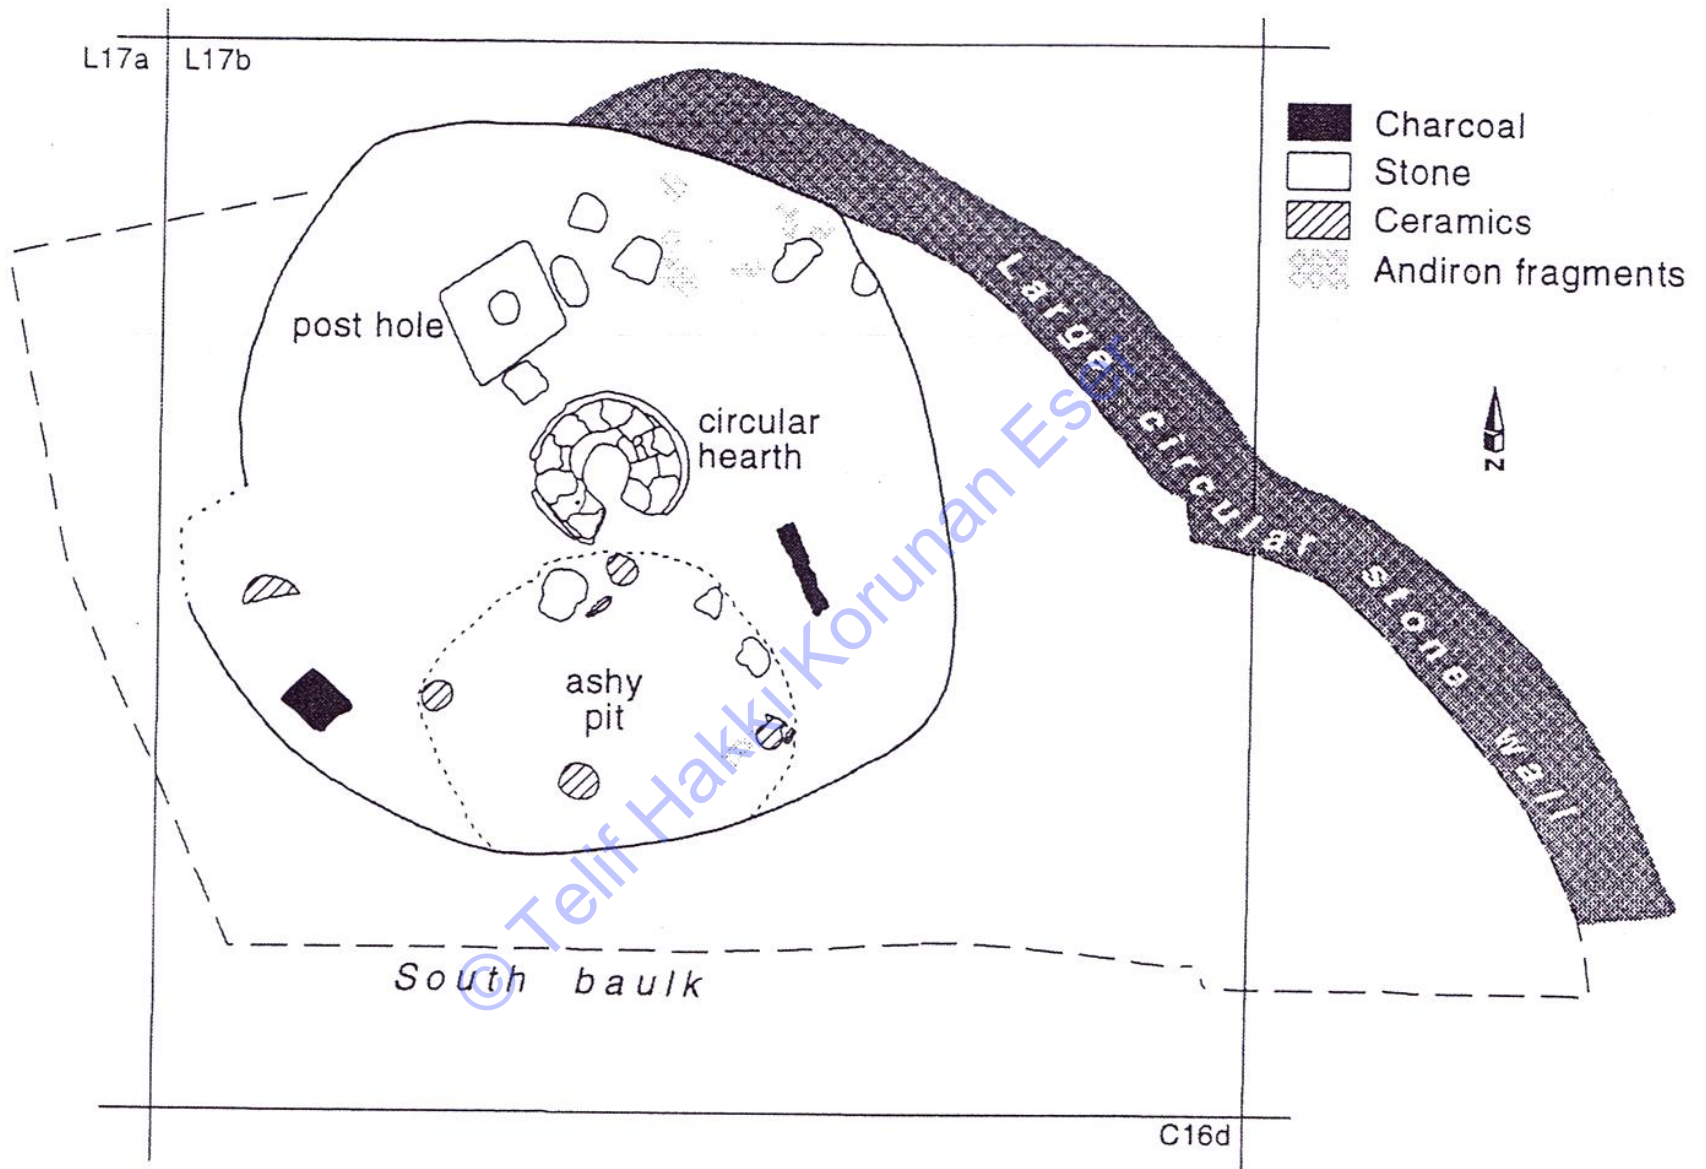 L17a L17b
Charcoal
Stone
Ceramics
Andiron fragments
post hole
circular
hearth
Large circular stone wall
N
ashy
pit
South baulk
C16d
© Telif Hakkı Korunan Eser